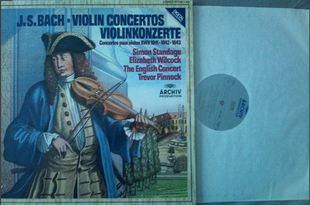 J.S. BACH • VIOLIN CONCERTOS
VIOLINKONZERTE
Concertos pour violon BWV 1041 • 1042 • 1043
Simon Standage
Elizabeth Wilcock
The English Concert
Trevor Pinnock
ARCHIV
PRODUKTION